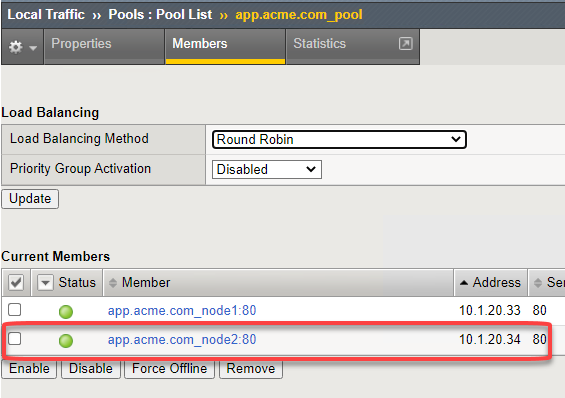 Local Traffic ›› Pools : Pool List ›› app.acme.com_pool
Properties Members Statistics
Load Balancing
Load Balancing Method Round Robin
Priority Group Activation Disabled
Update
Current Members
Status Member Address Ser
app.acme.com_node1:80 10.1.20.33 80
app.acme.com_node2:80 10.1.20.34 80
Enable Disable Force Offline Remove